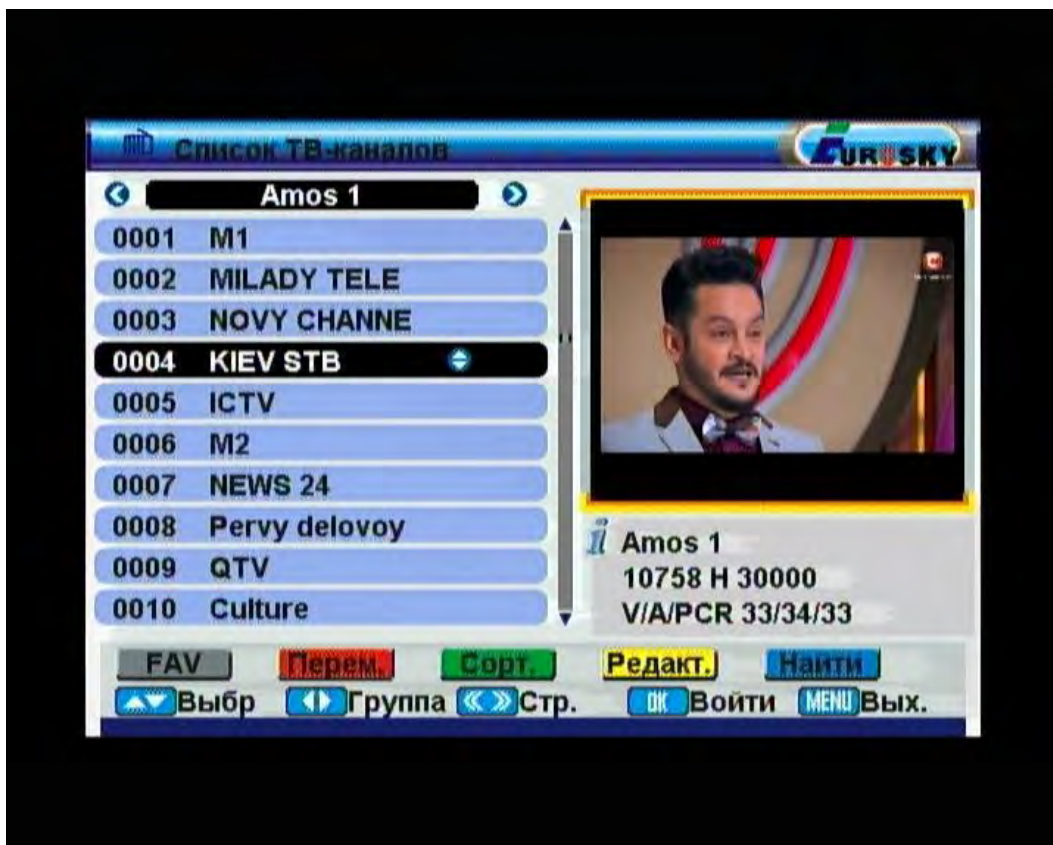 Список ТВ-каналов
EUROSKY
Amos 1
0001 M1
0002 MILADY TELE
0003 NOVY CHANNE
0004 KIEV STB
0005 ICTV
0006 M2
0007 NEWS 24
0008 Pervy delovoy
0009 QTV
0010 Culture
Amos 1
10758 H 30000
V/A/PCR 33/34/33
FAV Перем. Сорт. Редакт. Найти
Выбр Группа Стр. OK Войти MENU Вых.